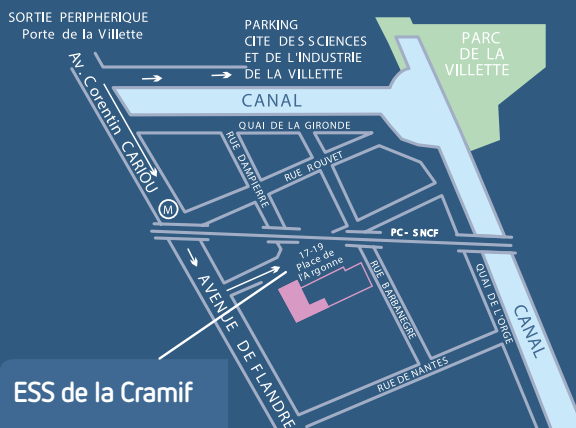 SORTIE PERIPHERIQUE
Porte de la Villette
PARKING
CITE DES SCIENCES
ET DE L'INDUSTRIE
DE LA VILLETTE
PARC
DE LA
VILLETTE
Av. Corentin CARIOU
CANAL
QUAI DE LA GIRONDE
RUE DAMPIERRE
RUE ROUVET
M
PC- SNCF
17-19
Place de
l'Argonne
AVENUE DE FLANDRE
RUE BARBANEGRE
QUAI DE L'ORGE
CANAL
RUE DE NANTES
ESS de la Cramif